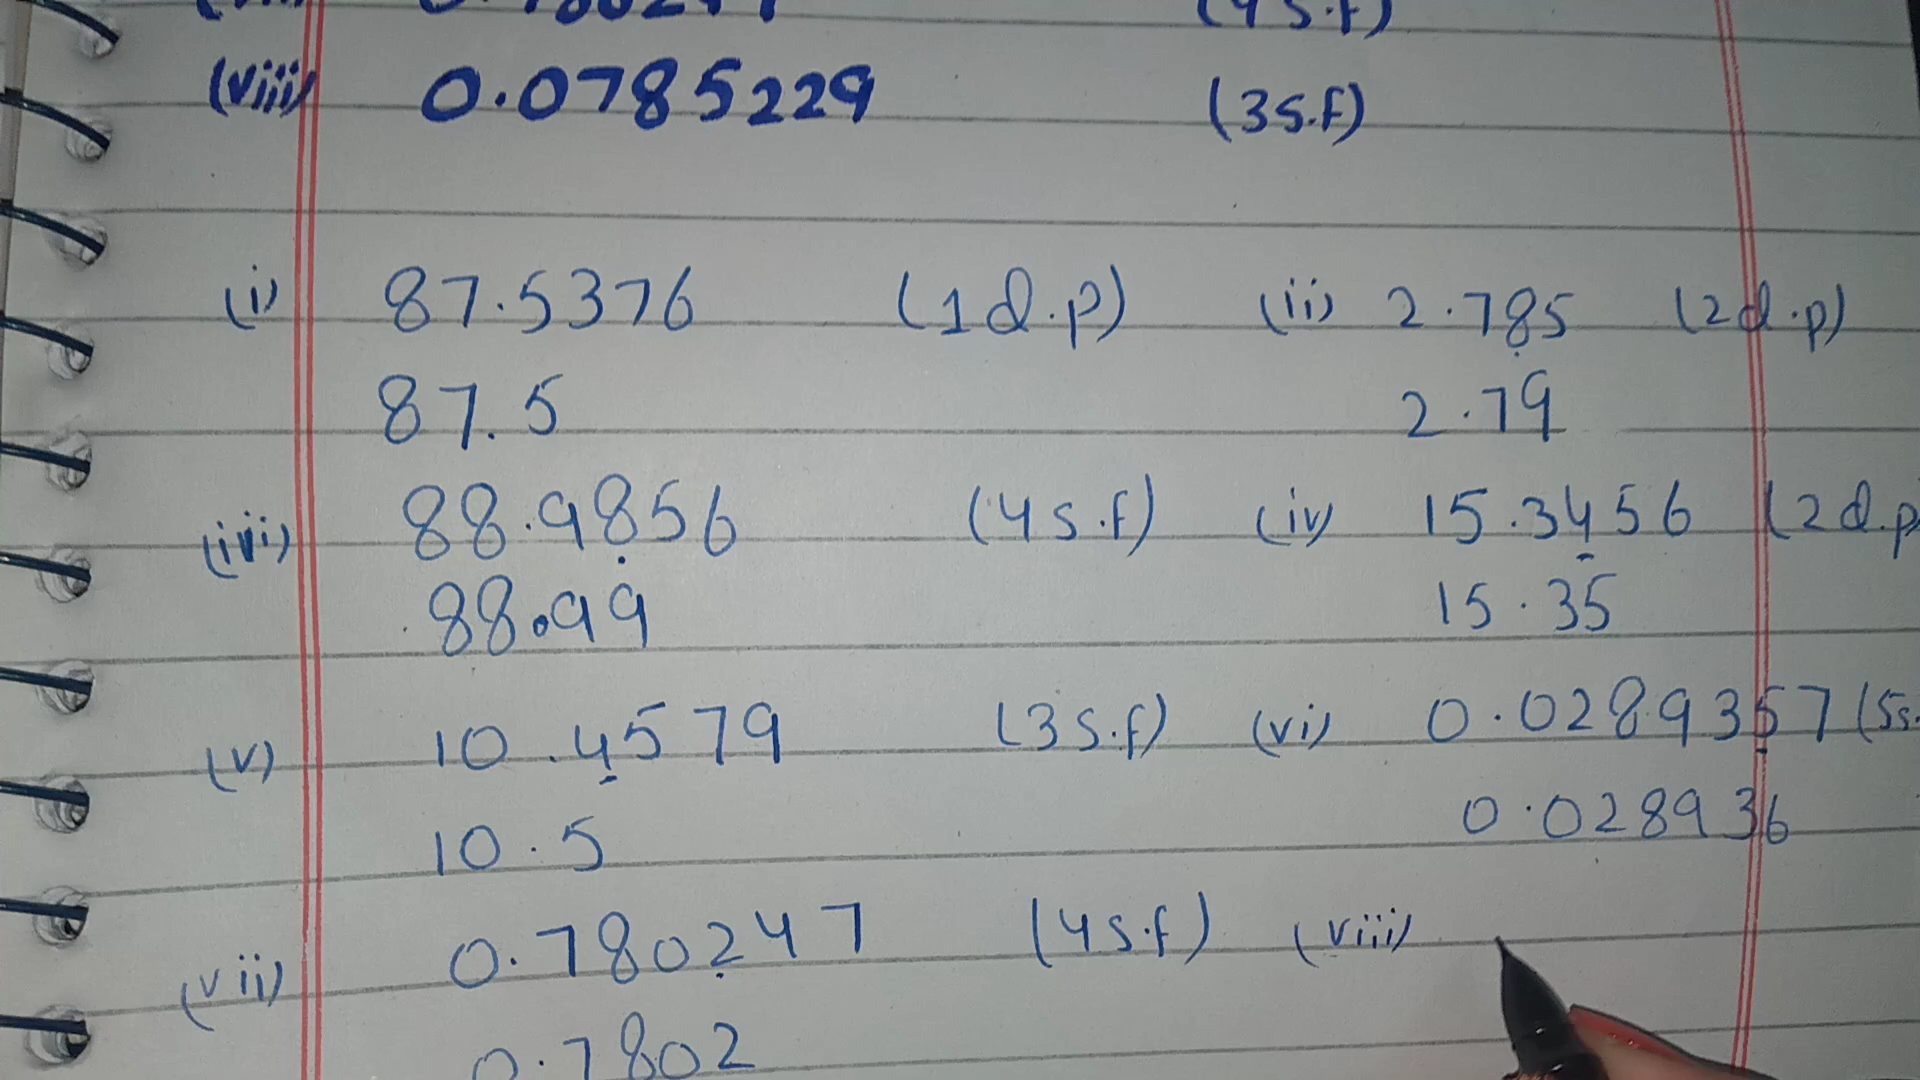 (viii) 0.0785229 (3s.f)
(i) 87.5376 (1d.p) (ii) 2.785 (2d.p)
87.5 2.79
(iii) 88.9856 (4s.f) (iv) 15.3456 (2d.p
88.99 15.35
(v) 10.4579 (3s.f) (vi) 0.0289357 (5s.
10.5 0.028936
(vii) 0.780247 (4s.f) (viii)
0.7802